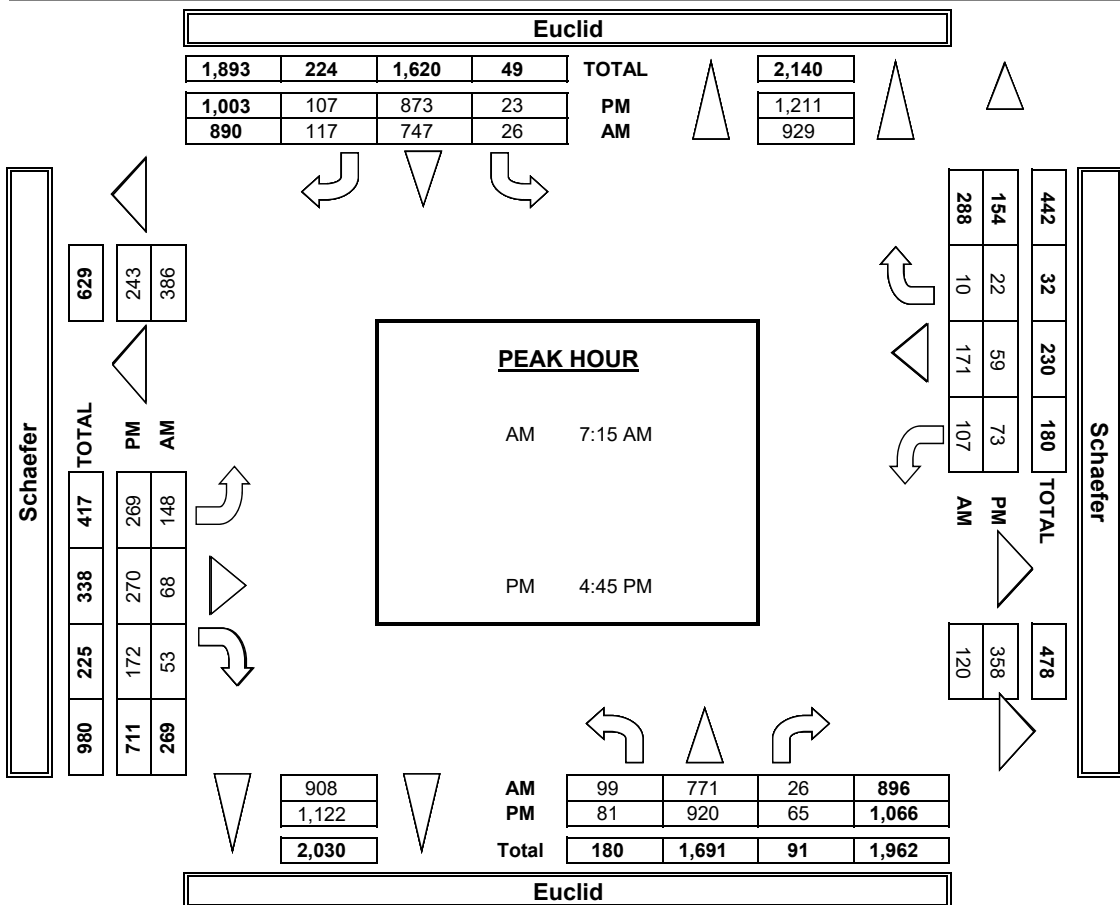 Euclid
1,893 224 1,620 49 TOTAL 2,140
1,003 107 873 23 PM 1,211
890 117 747 26 AM 929
Schaefer
629
243
386
TOTAL 417 338 225 980
PM 269 270 172 711
AM 148 68 53 269
PEAK HOUR
AM 7:15 AM
PM 4:45 PM
442 32 230 180 TOTAL
154 22 59 73 PM
288 10 171 107 AM
478
358
120
Schaefer
908 AM 99 771 26 896
1,122 PM 81 920 65 1,066
2,030 Total 180 1,691 91 1,962
Euclid